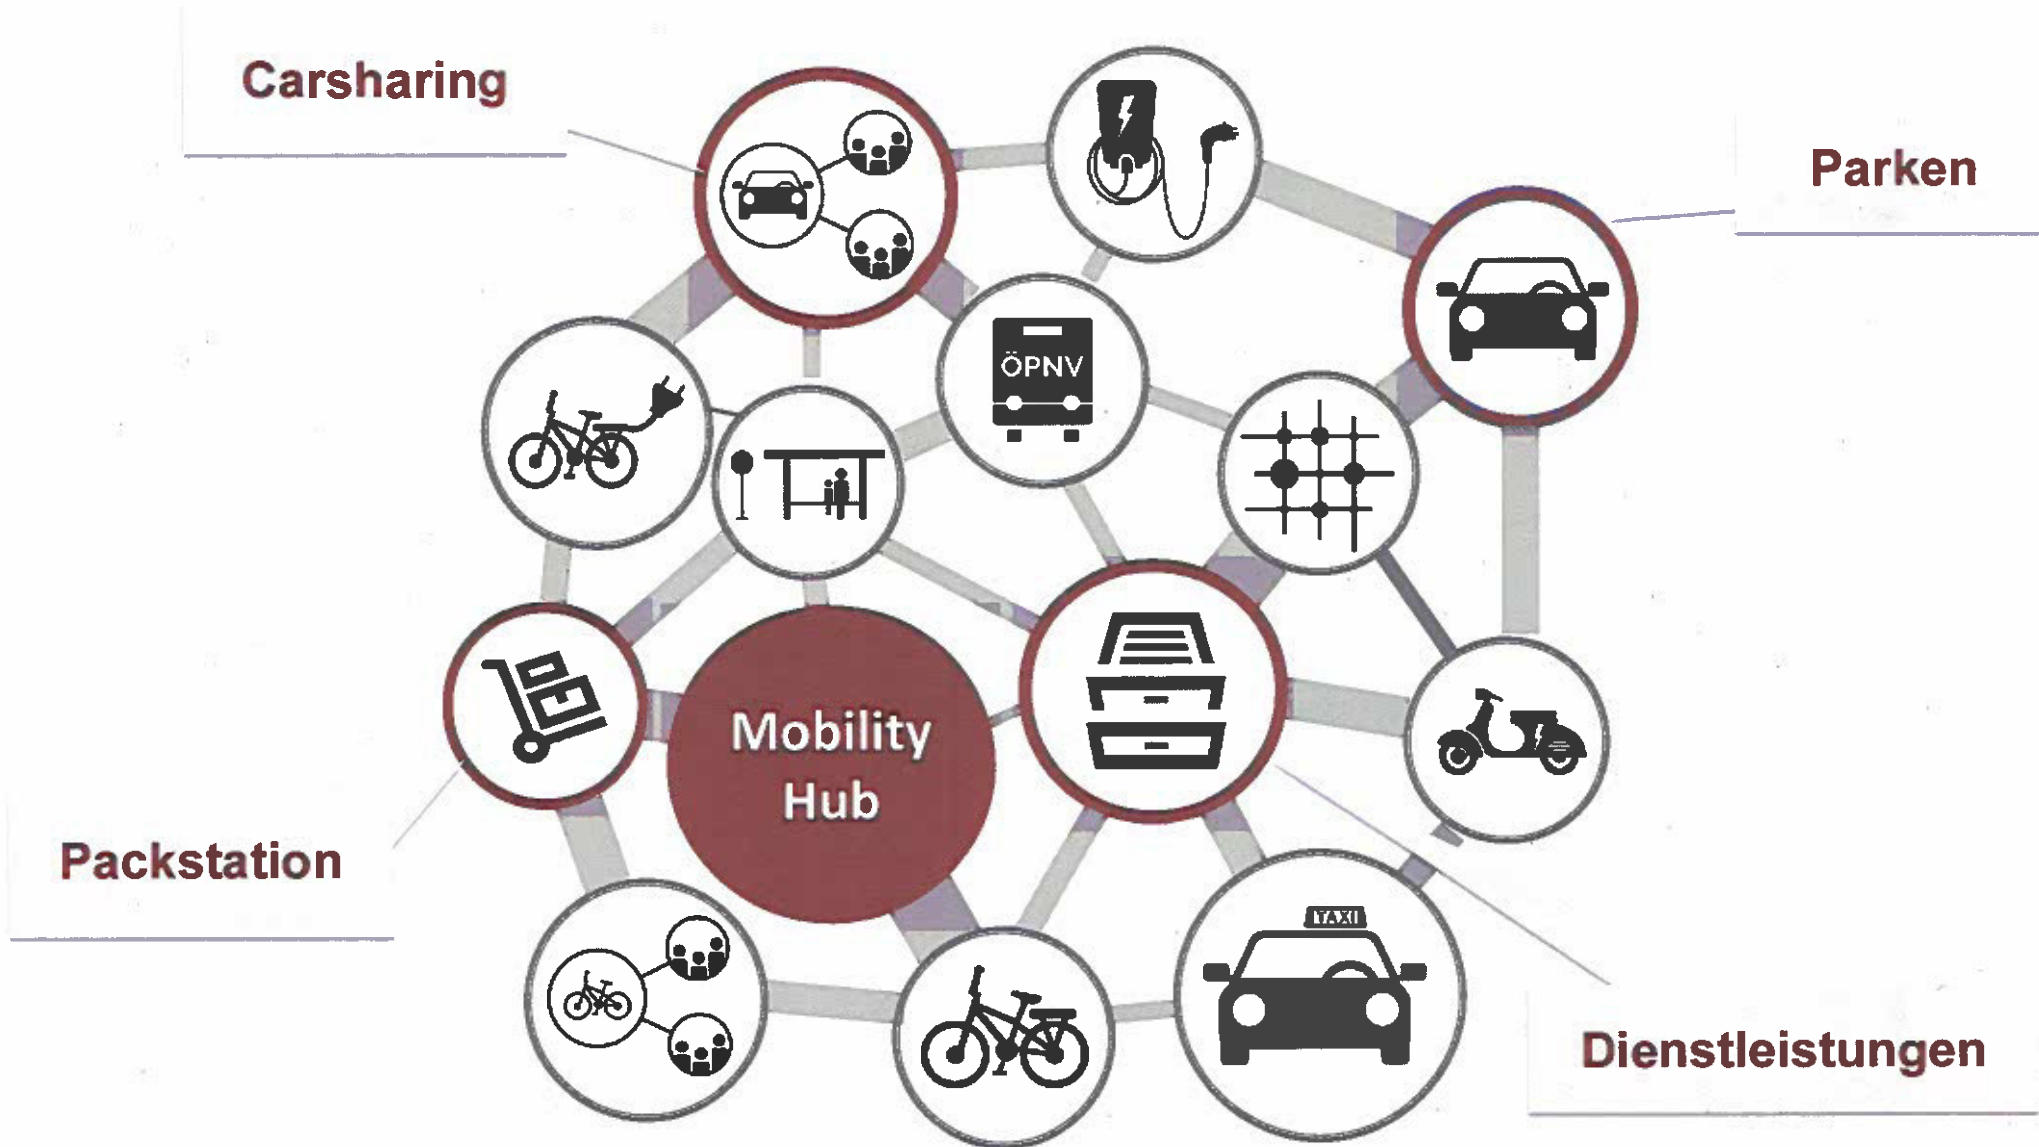 Carsharing
Parken
ÖPNV
Mobility
Hub
Packstation
TAXI
Dienstleistungen